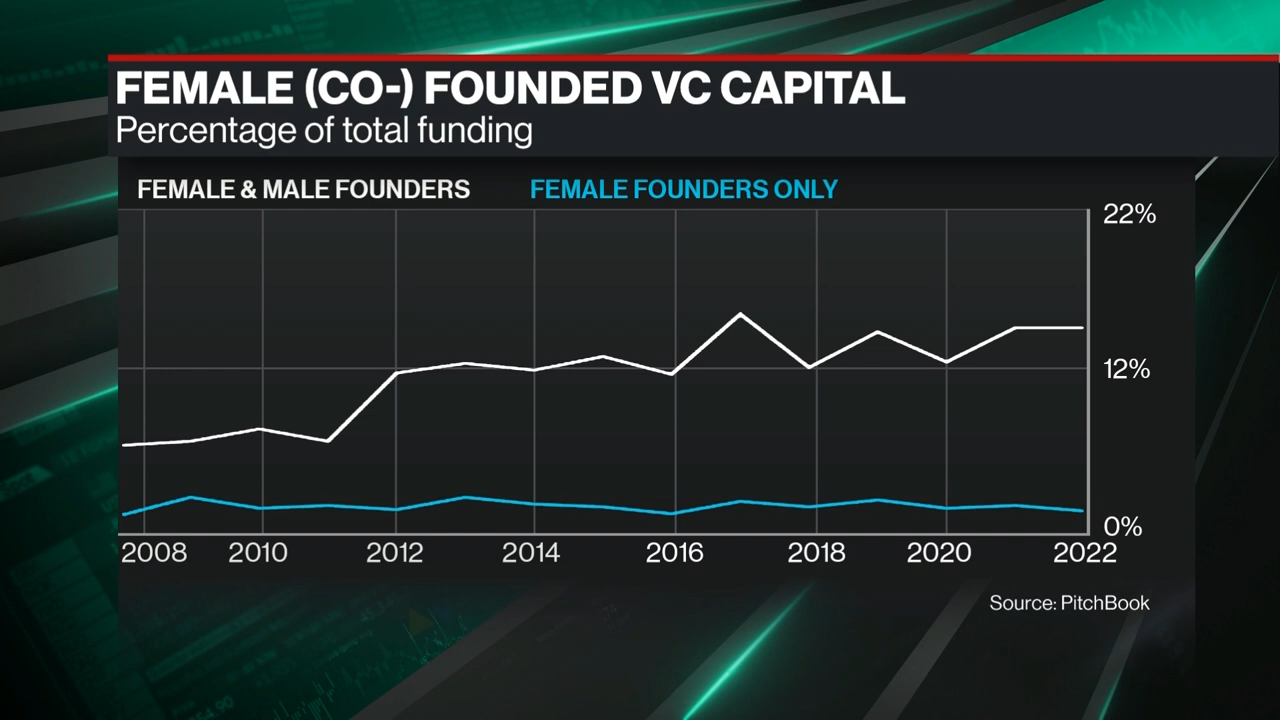 FEMALE (CO-) FOUNDED VC CAPITAL
Percentage of total funding
FEMALE & MALE FOUNDERS FEMALE FOUNDERS ONLY
22%
12%
0%
2008 2010 2012 2014 2016 2018 2020 2022
Source: PitchBook